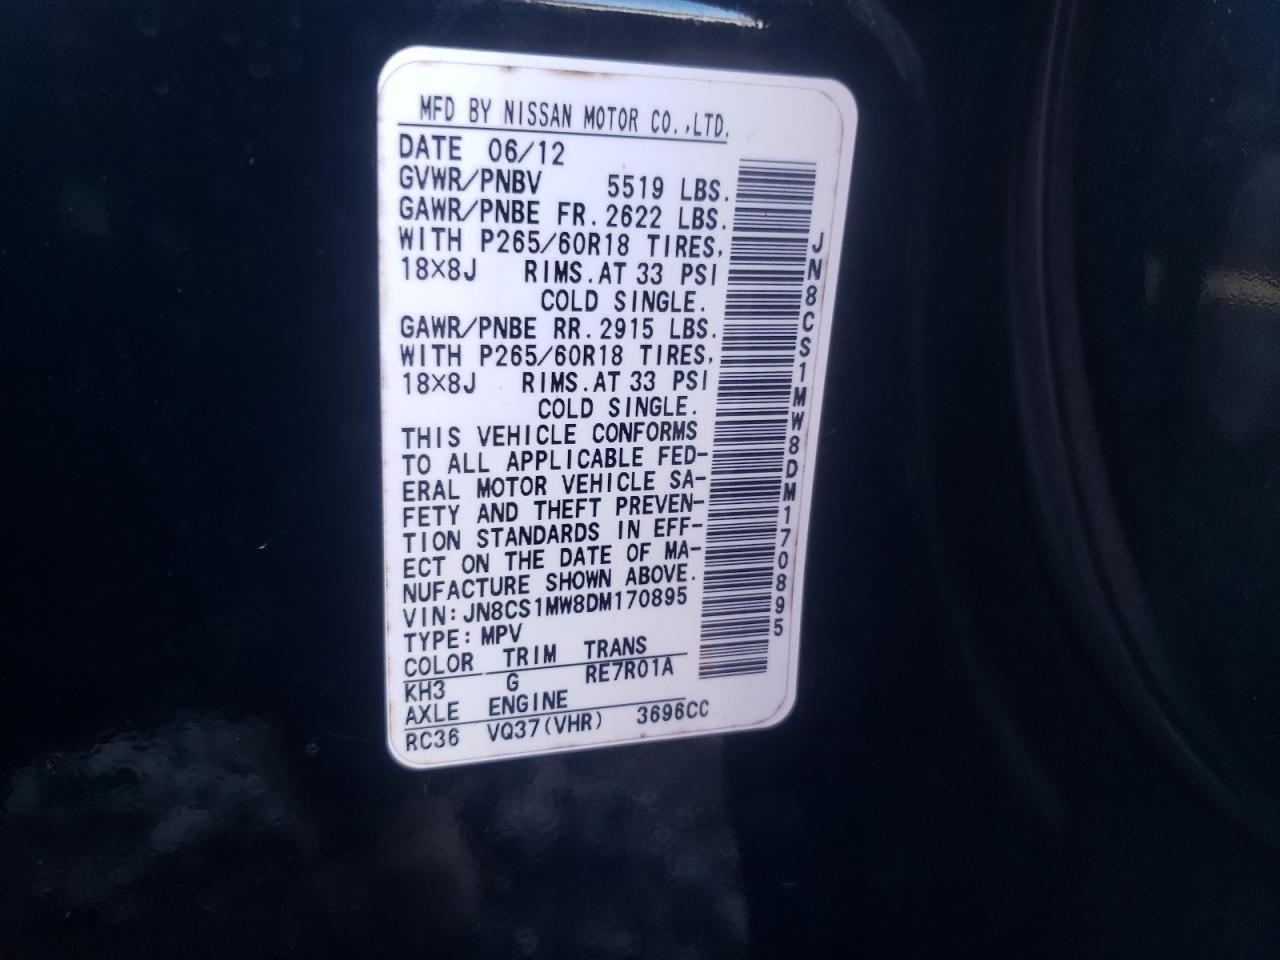 MFD BY NISSAN MOTOR CO.,LTD.
DATE 06/12
GVWR/PNBV 5519 LBS.
GAWR/PNBE FR.2622 LBS.
WITH P265/60R18 TIRES,
18×8J RIMS.AT 33 PSI
COLD SINGLE.
GAWR/PNBE RR.2915 LBS.
WITH P265/60R18 TIRES,
18×8J RIMS.AT 33 PSI
COLD SINGLE.
THIS VEHICLE CONFORMS
TO ALL APPLICABLE FED-
ERAL MOTOR VEHICLE SA-
FETY AND THEFT PREVEN-
TION STANDARDS IN EFF-
ECT ON THE DATE OF MA-
NUFACTURE SHOWN ABOVE.
VIN:JN8CS1MW8DM170895
TYPE:MPV
COLOR TRIM TRANS
KH3 G RE7R01A
AXLE ENGINE
RC36 VQ37(VHR) 3696CC
JN8CS1MW8DM170895